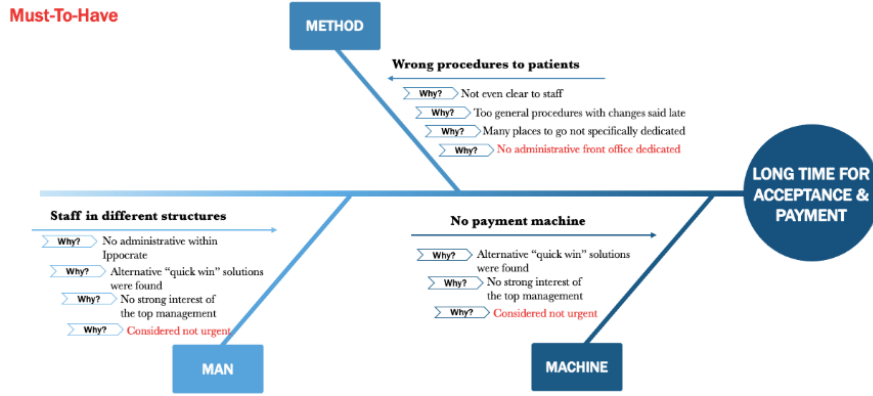 Must-To-Have
METHOD
Wrong procedures to patients
Why? Not even clear to staff
Why? Too general procedures with changes said late
Why? Many places to go not specifically dedicated
Why? No administrative front office dedicated
LONG TIME FOR
ACCEPTANCE &
PAYMENT
Staff in different structures
Why? No administrative within
Ippocrate
Why? Alternative “quick win” solutions
were found
Why? No strong interest of
the top management
Why? Considered not urgent
MAN
No payment machine
Why? Alternative “quick win” solutions
were found
Why? No strong interest of
the top management
Why? Considered not urgent
MACHINE